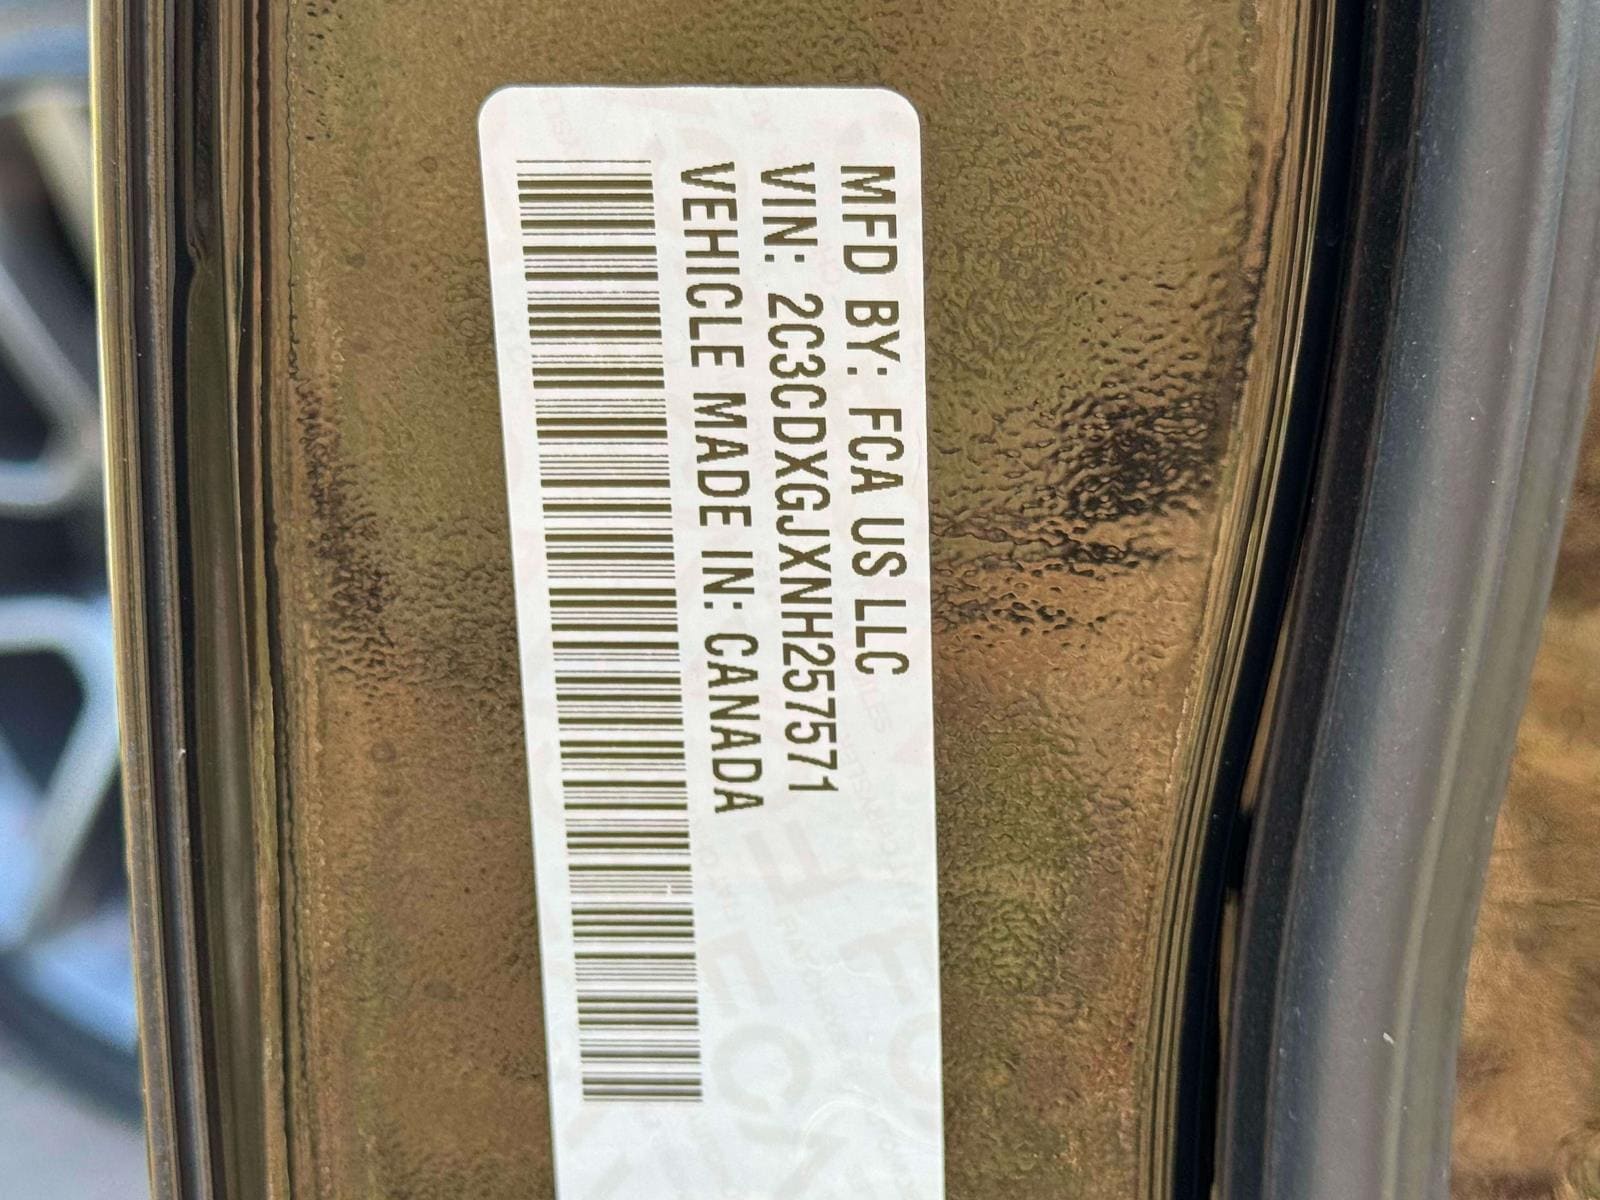 MFD BY: FCA US LLC
VIN: 2C3CDXGJXNH257571
VEHICLE MADE IN: CANADA